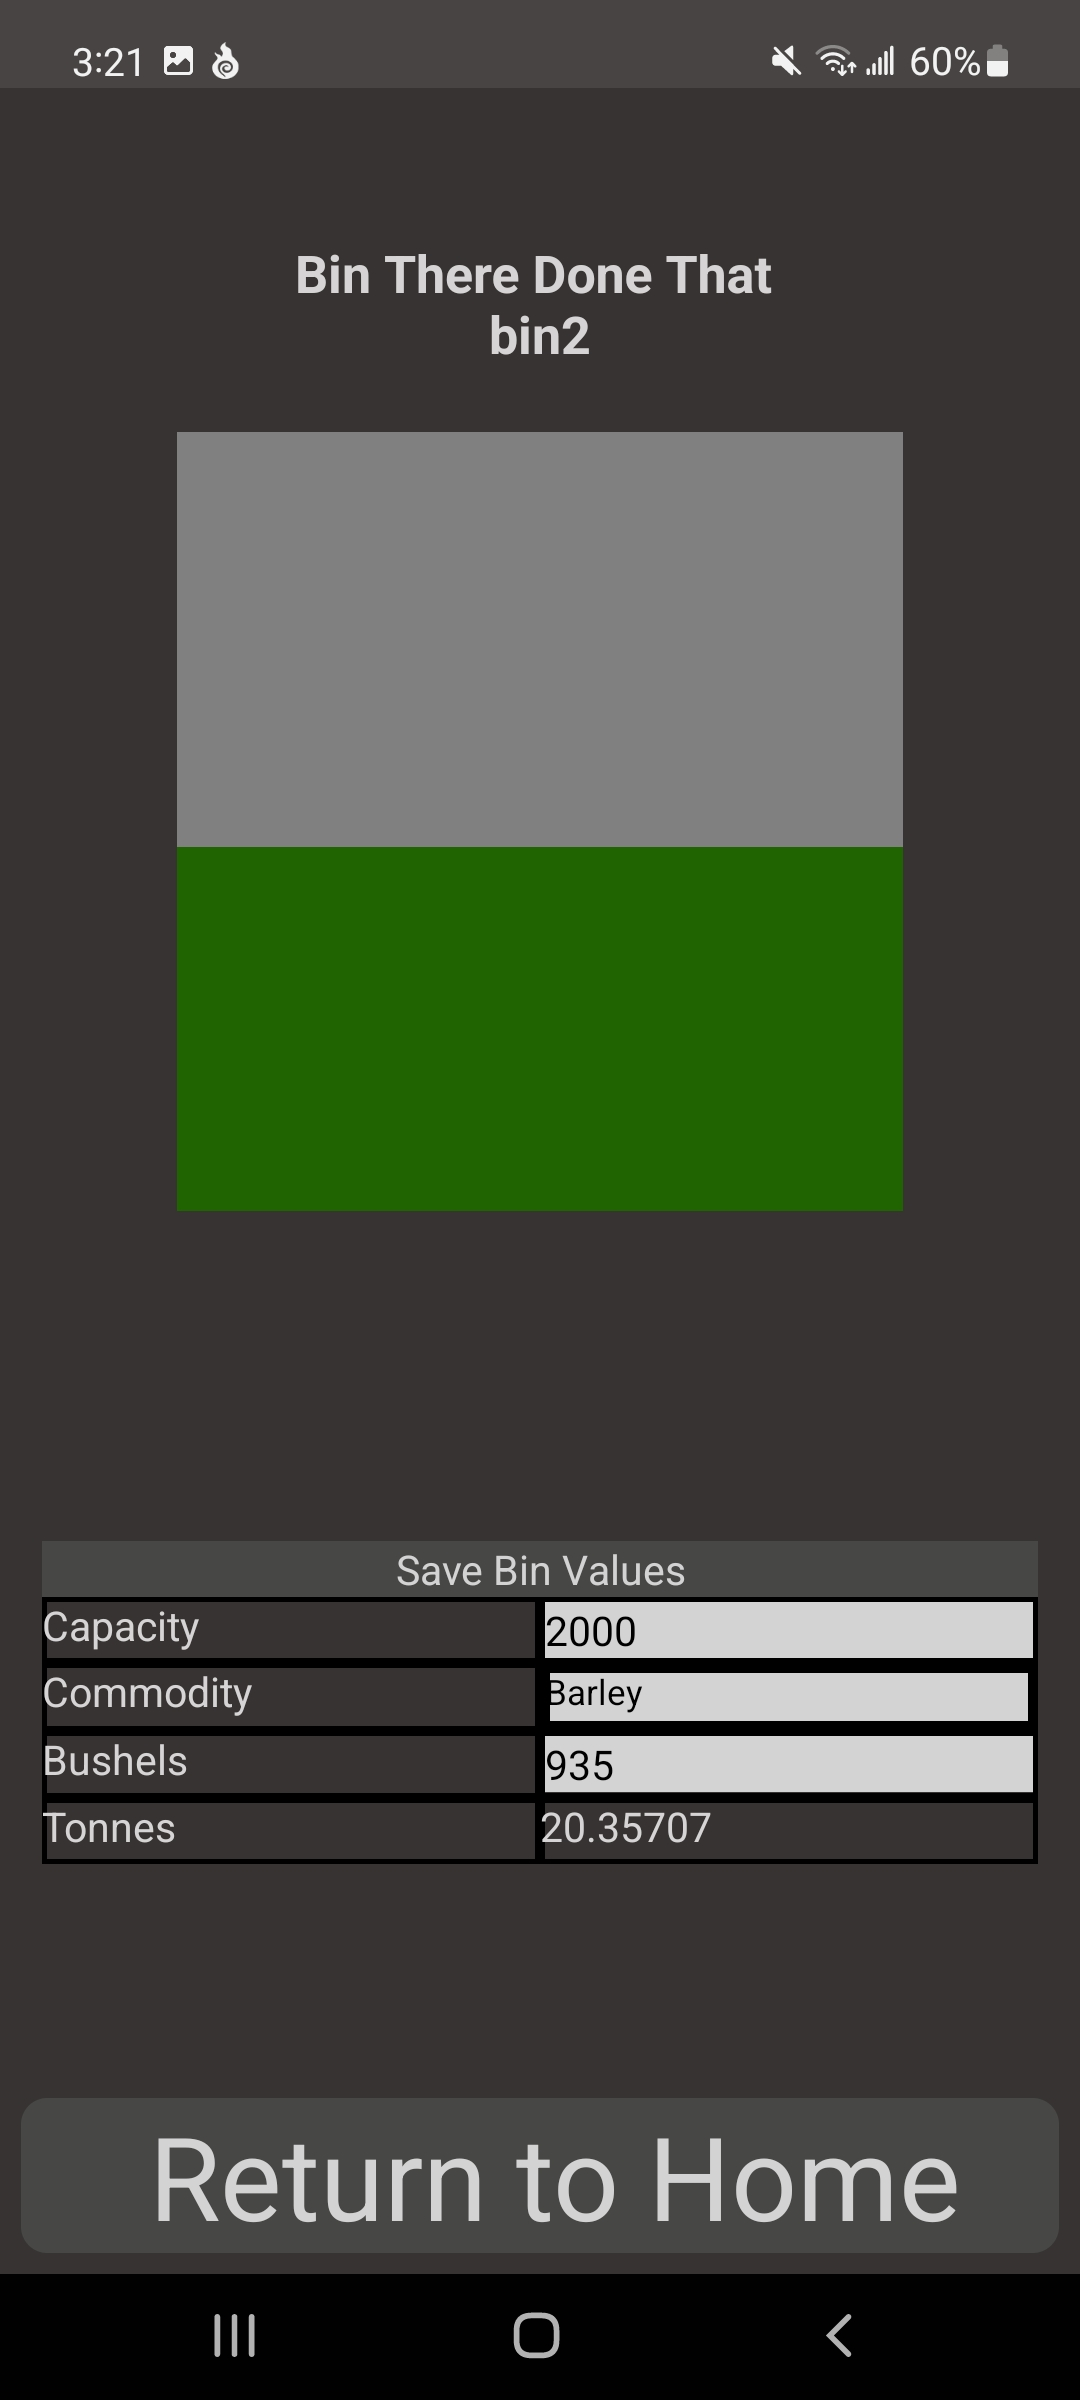 3:21 60%
Bin There Done That
bin2
Save Bin Values
Capacity 2000
Commodity Barley
Bushels 935
Tonnes 20.35707
Return to Home